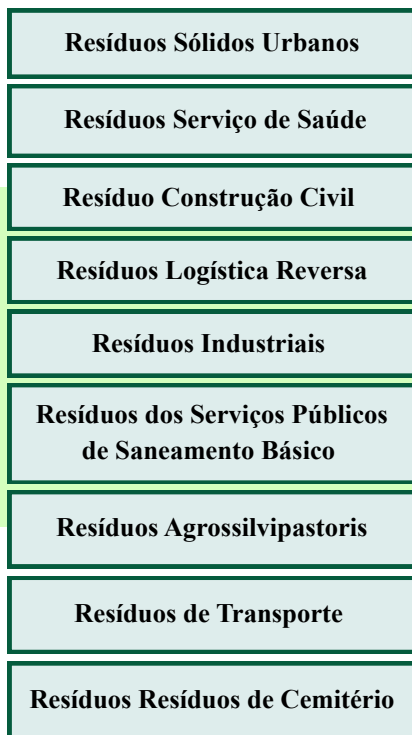 Resíduos Sólidos Urbanos
Resíduos Serviço de Saúde
Resíduo Construção Civil
Resíduos Logística Reversa
Resíduos Industriais
Resíduos dos Serviços Públicos
de Saneamento Básico
Resíduos Agrossilvipastoris
Resíduos de Transporte
Resíduos Resíduos de Cemitério